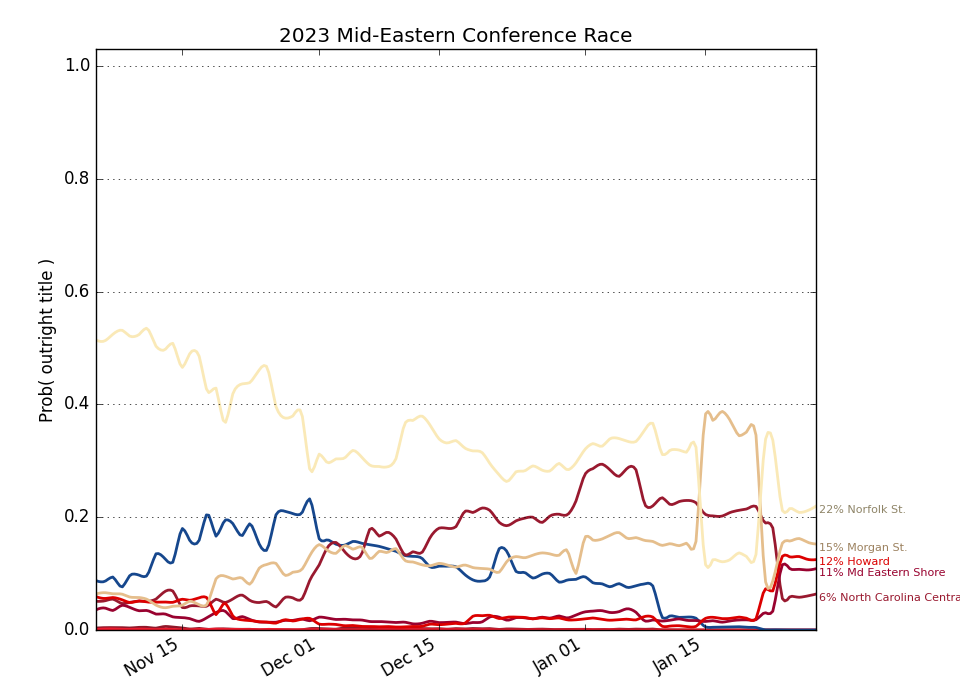 2023 Mid-Eastern Conference Race
Prob( outright title )
1.0
0.8
0.6
0.4
0.2
0.0
22% Norfolk St.
15% Morgan St.
12% Howard
11% Md Eastern Shore
6% North Carolina Centra
Nov 15
Dec 01
Dec 15
Jan 01
Jan 15